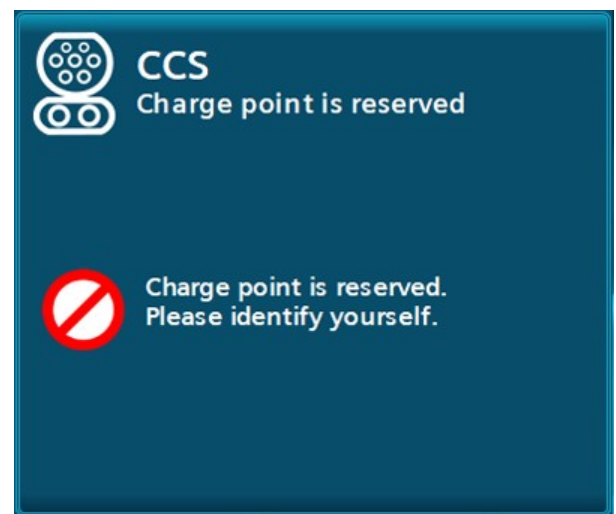 CCS
Charge point is reserved
Charge point is reserved.
Please identify yourself.